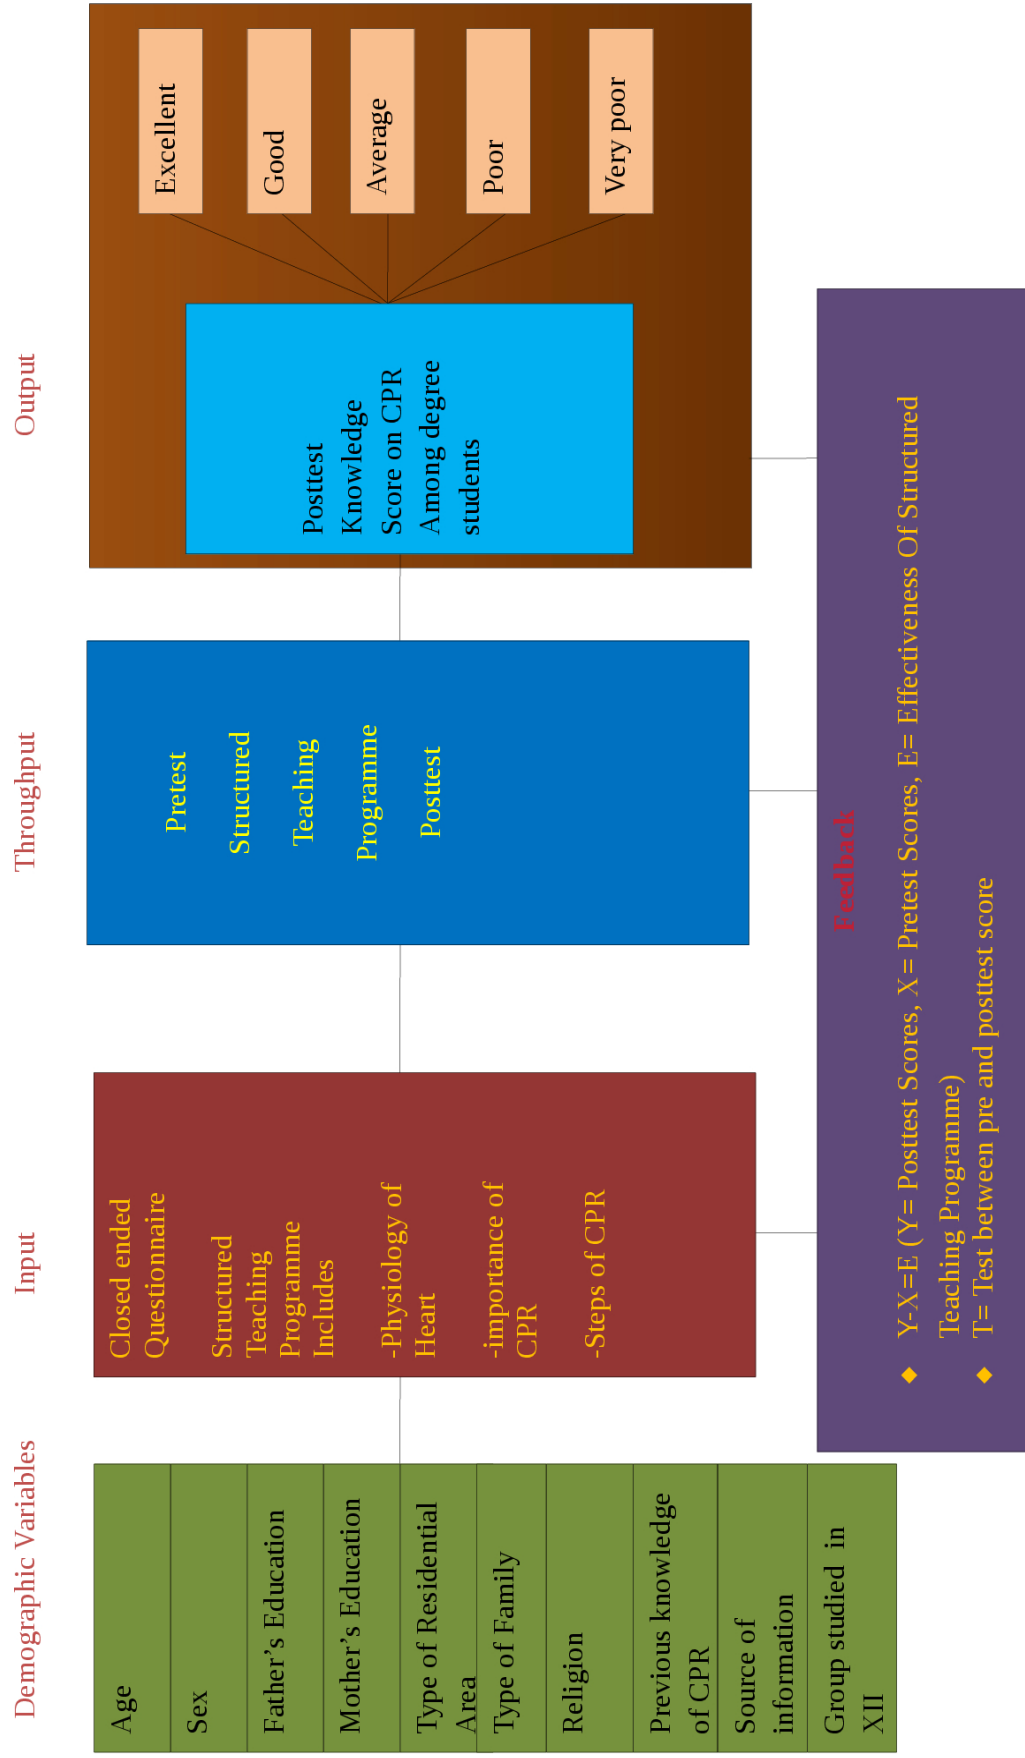 Demographic Variables
Input
Throughput
Output
Age
Sex
Father’s Education
Mother’s Education
Type of Residential
Area
Type of Family
Religion
Previous knowledge
of CPR
Source of
information
Group studied  in
XII
Closed ended
Questionnaire
Structured
Teaching
Programme
Includes
-Physiology of
Heart
-importance of
CPR
-Steps of CPR
Pretest
Structured
Teaching
Programme
Posttest
Posttest
Knowledge
Score on CPR
Among degree
students
Excellent
Good
Average
Poor
Very poor
Feedback
◆ Y-X=E (Y= Posttest Scores, X= Pretest Scores, E= Effectiveness Of Structured
Teaching Programme)
◆ T= Test between pre and posttest score